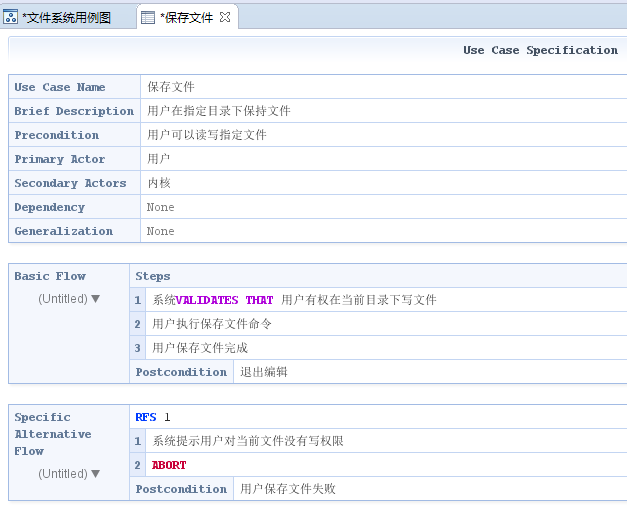 *文件系统用例图 *保存文件
Use Case Specification
Use Case Name 保存文件
Brief Description 用户在指定目录下保持文件
Precondition 用户可以读写指定文件
Primary Actor 用户
Secondary Actors 内核
Dependency None
Generalization None
Basic Flow Steps
(Untitled) ▼
1 系统VALIDATES THAT 用户有权在当前目录下写文件
2 用户执行保存文件命令
3 用户保存文件完成
Postcondition 退出编辑
Specific RFS 1
Alternative
Flow
1 系统提示用户对当前文件没有写权限
(Untitled) ▼
2 ABORT
Postcondition 用户保存文件失败